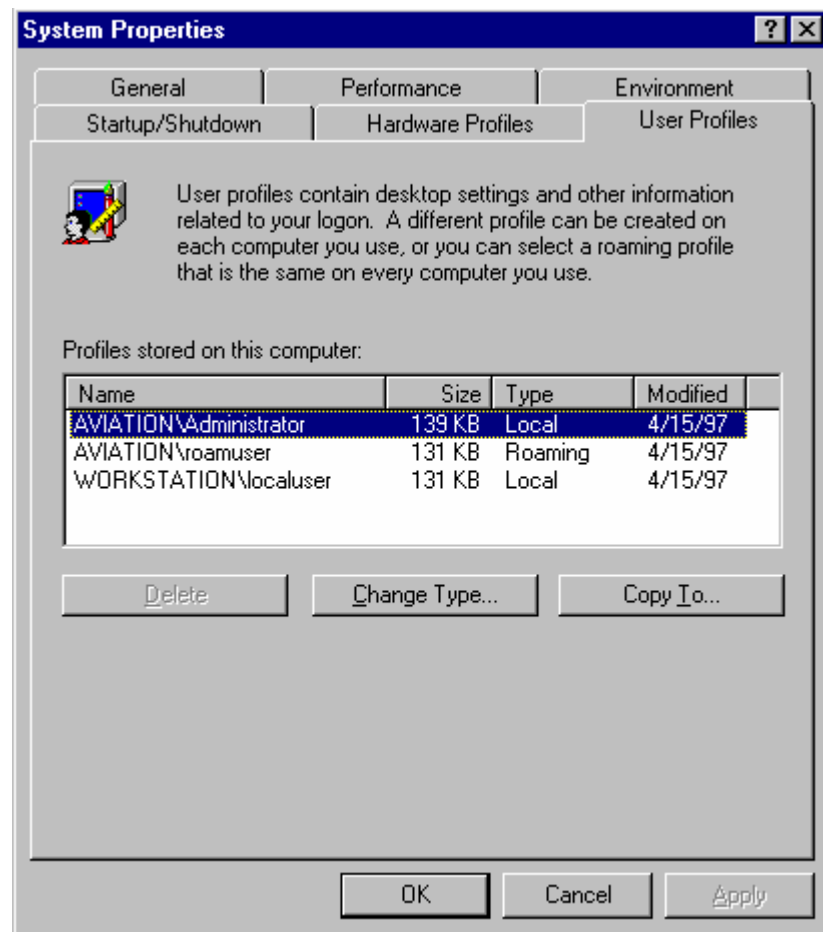 System Properties
General Performance Environment
Startup/Shutdown Hardware Profiles User Profiles
User profiles contain desktop settings and other information
related to your logon. A different profile can be created on
each computer you use, or you can select a roaming profile
that is the same on every computer you use.
Profiles stored on this computer:
Name Size Type Modified
AVIATION\Administrator 139 KB Local 4/15/97
AVIATION\roamuser 131 KB Roaming 4/15/97
WORKSTATION\localuser 131 KB Local 4/15/97
Delete Change Type... Copy To...
OK Cancel Apply